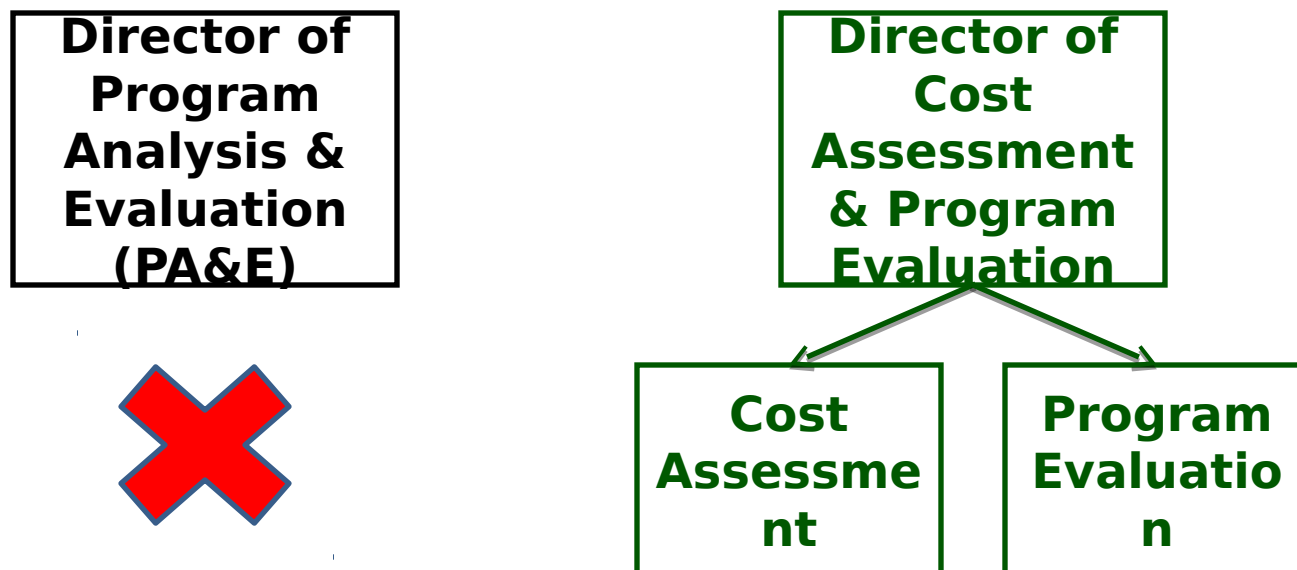 Director of
Program
Analysis &
Evaluation
(PA&E)
Director of
Cost
Assessment
& Program
Evaluation
Cost
Assessme
nt
Program
Evaluatio
n